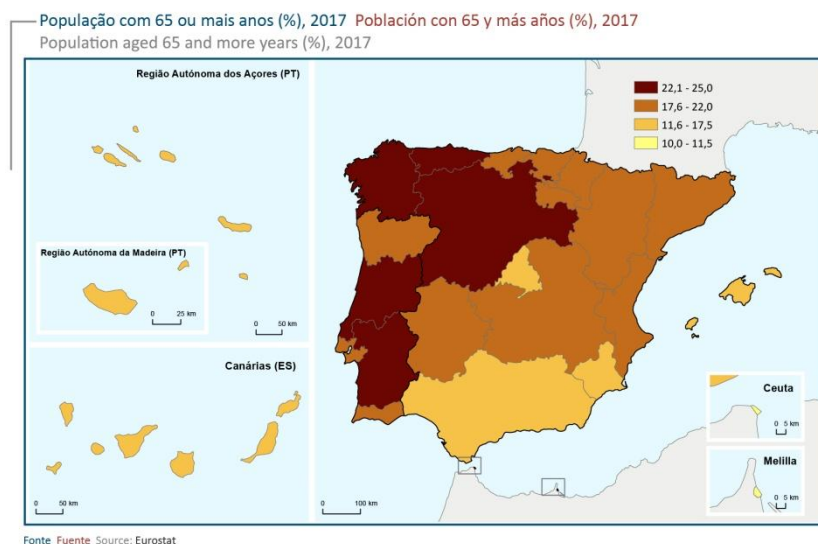 População com 65 ou mais anos (%), 2017 Población con 65 y más años (%), 2017
Population aged 65 and more years (%), 2017
Região Autónoma dos Açores (PT)
Região Autónoma da Madeira (PT)
0 25 km
0 50 km
Canárias (ES)
0 50 km
22,1 - 25,0
17,6 - 22,0
11,6 - 17,5
10,0 - 11,5
0 100 km
Ceuta
0 5 km
Melilla
0 5 km
Fonte Fuente Source: Eurostat